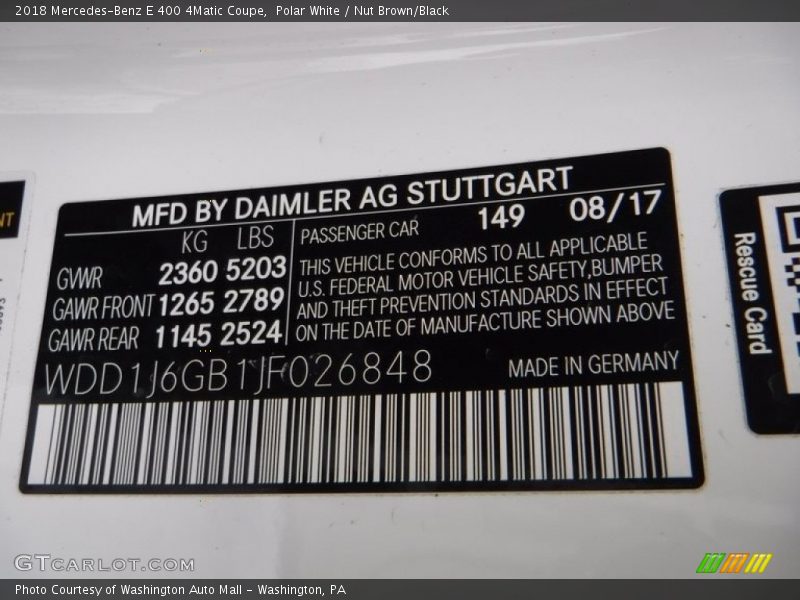 2018 Mercedes-Benz E 400 4Matic Coupe,  Polar White / Nut Brown/Black
NT
MFD BY DAIMLER AG STUTTGART
KG LBS
GVWR 2360 5203
GAWR FRONT 1265 2789
GAWR REAR 1145 2524
PASSENGER CAR 149 08/17
THIS VEHICLE CONFORMS TO ALL APPLICABLE
U.S. FEDERAL MOTOR VEHICLE SAFETY,BUMPER
AND THEFT PREVENTION STANDARDS IN EFFECT
ON THE DATE OF MANUFACTURE SHOWN ABOVE
WDD1J6GB1JF026848 MADE IN GERMANY
Rescue Card
GTCARLOT.COM
Photo Courtesy of Washington Auto Mall - Washington, PA